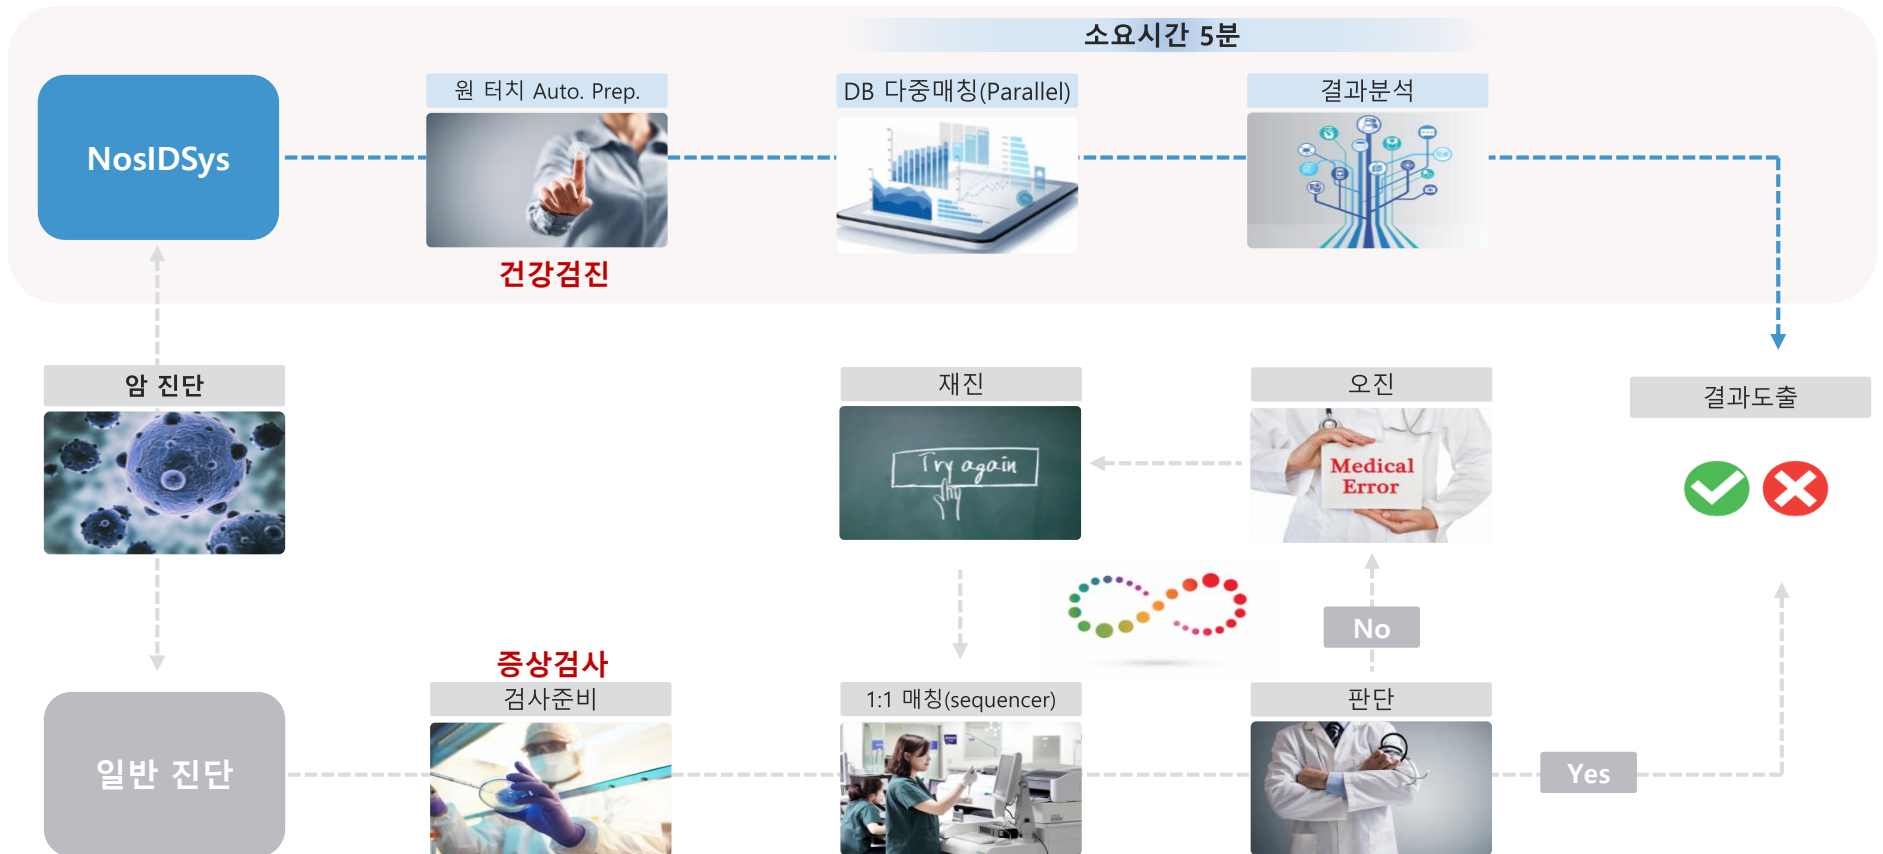 소요시간 5분
NosIDSys
원 터치 Auto. Prep.
DB 다중매칭(Parallel)
결과분석
건강검진
암 진단
재진
오진
결과도출
Try again
Medical
Error
No
증상검사
검사준비
1:1 매칭(sequencer)
판단
일반 진단
Yes